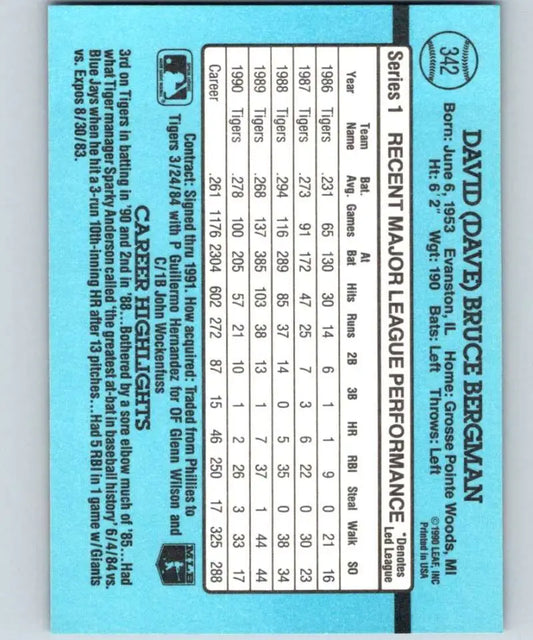 342
DAVID (DAVE) BRUCE BERGMAN
© 1990 LEAF, INC
Printed in USA
Born: June 6, 1953 Evanston, IL Home: Grosse Pointe Woods, MI
Ht: 6' 2" Wgt: 190 Bats: Left Throws: Left
Series 1 RECENT MAJOR LEAGUE PERFORMANCE *Denotes Led League
Year Team Name Bat. Avg. Games At Bat Hits Runs 2B 3B HR RBI Steal Walk SO
1986 Tigers .231 65 130 30 14 6 1 1 9 0 21 16
1987 Tigers .273 91 172 47 25 7 3 6 22 0 30 23
1988 Tigers .294 116 289 85 37 14 0 5 35 0 38 34
1989 Tigers .268 137 385 103 38 13 1 7 37 1 44 44
1990 Tigers .278 100 205 57 21 10 1 2 26 3 33 17
Career .261 1176 2304 602 272 87 15 46 250 17 325 288
Contract: Signed thru 1991. How acquired: Traded from Phillies to
Tigers 3/24/84 with P Guillermo Hernandez for OF Glenn Wilson and
C/1B John Wockenfuss
MLB
CAREER HIGHLIGHTS
3rd on Tigers in batting in '90 and 2nd in '88...Bothered by a sore elbow much of '85...Had
what Tiger manager Sparky Anderson called 'the greatest at-bat in baseball history' 6/4/84 vs.
Blue Jays when he hit a 3-run 10th-inning HR after 13 pitches...Had 5 RBI in 1 game w/Giants
vs. Expos 8/30/83.